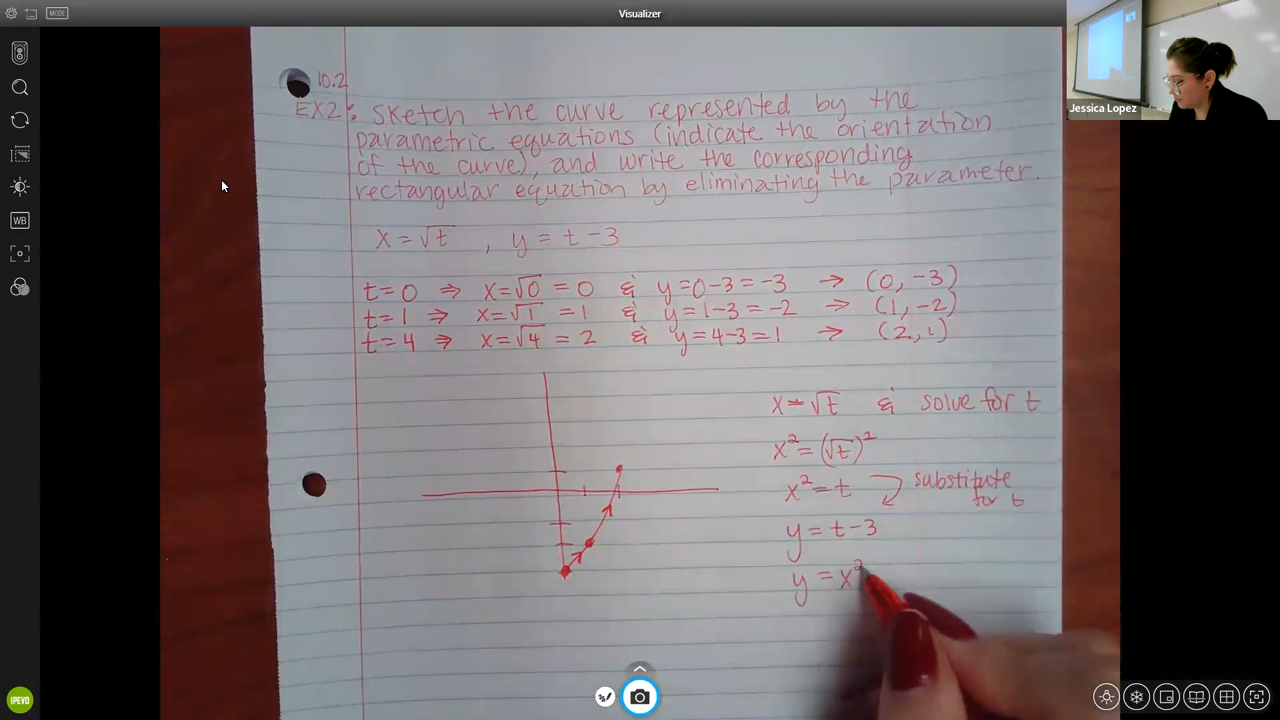 MODE
Visualizer
Jessica Lopez
WB
10.2
EX2: Sketch the curve represented by the
parametric equations (indicate the orientation
of the curve), and write the corresponding
rectangular equation by eliminating the parameter.
x = √t , y = t - 3
t=0 ⇒ x=√0 = 0 & y=0-3 = -3 → (0, -3)
t=1 ⇒ x=√1 = 1 & y=1-3 = -2 → (1, -2)
t=4 ⇒ x=√4 = 2 & y=4-3 = 1 → (2, 1)
x = √t & solve for t
x² = (√t)²
x² = t substitute
for t
y = t - 3
y = x²
IPEVO